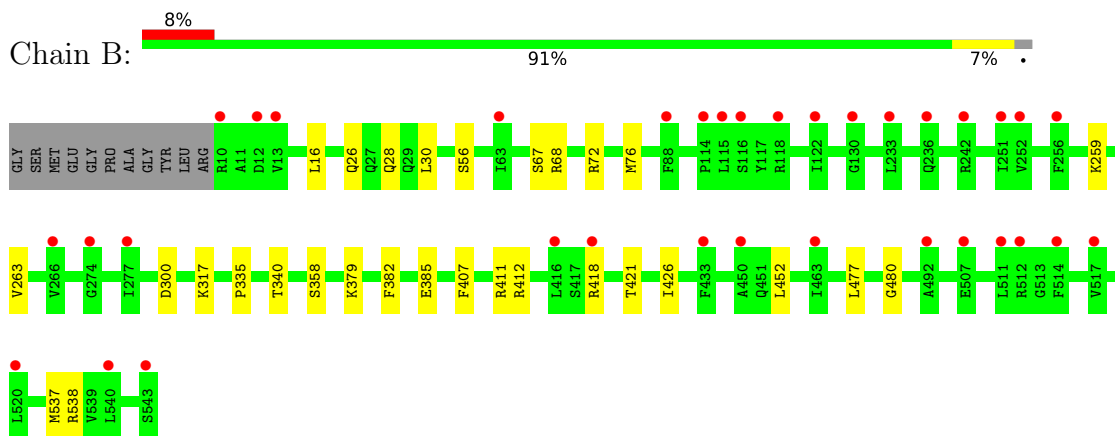 8%
Chain B:
91% 7% •
GLY SER MET GLU GLY PRO ALA GLY TYR LEU ARG R10 A11 D12 V13 L16 Q26 Q27 Q28 Q29 L30 S56 I63 S67 R68 R72 M76 F88 P114 L115 S116 Y117 R118 I122 G130 L233 Q236 R242 I251 V252 F256 K259
V263 V266 G274 I277 D300 K317 P335 T340 S358 K379 F382 E385 F407 R411 R412 L416 S417 R418 T421 I426 F433 A450 Q451 L452 I463 L477 G480 A492 E507 L511 R512 G513 F514 V517
L520 M537 R538 V539 L540 S543